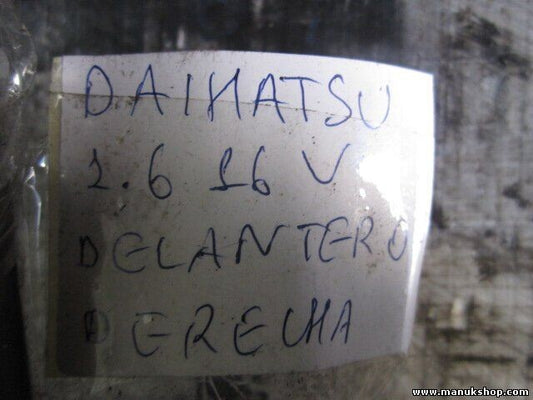 DAIHATSU
1.6 16 V
DELANTERO
DERECHA
www.manukshop.com